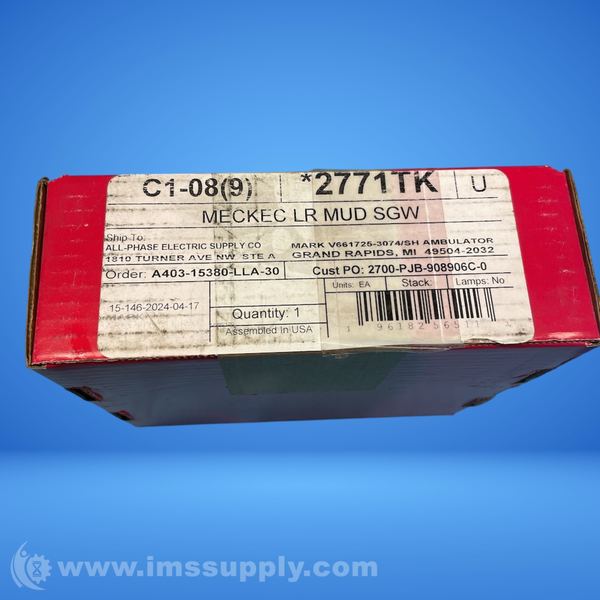 C1-08(9) *2771TK U
MECKEC LR MUD SGW
Ship To:
ALL-PHASE ELECTRIC SUPPLY CO
1810 TURNER AVE NW STE A
MARK V661725-3074/SH AMBULATOR
GRAND RAPIDS, MI 49504-2032
Order: A403-15380-LLA-30 Cust PO: 2700-PJB-908906C-0
15-146-2024-04-17
Quantity: 1
Assembled In USA
Units: EA Stack: Lamps: No
1 96182 56511
www.imssupply.com